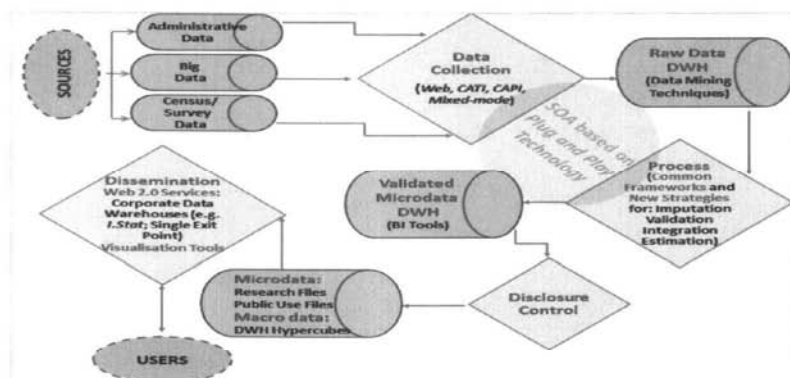 SOURCES
Administrative
Data
Big
Data
Census/
Survey
Data
Data
Collection
(Web, CATI, CAPI,
Mixed-mode)
Raw Data
DWH
(Data Mining
Techniques)
SOA based on
Plug and Play
Technology
Process
(Common
Frameworks and
New Strategies
for: Imputation
Validation
Integration
Estimation)
Validated
Microdata
DWH
(BI Tools)
Disclosure
Control
Microdata:
Research Files
Public Use Files
Macro data:
DWH Hypercubes
Dissemination
Web 2.0 Services:
Corporate Data
Warehouses (e.g.
I.Stat; Single Exit
Point)
Visualisation Tools
USERS